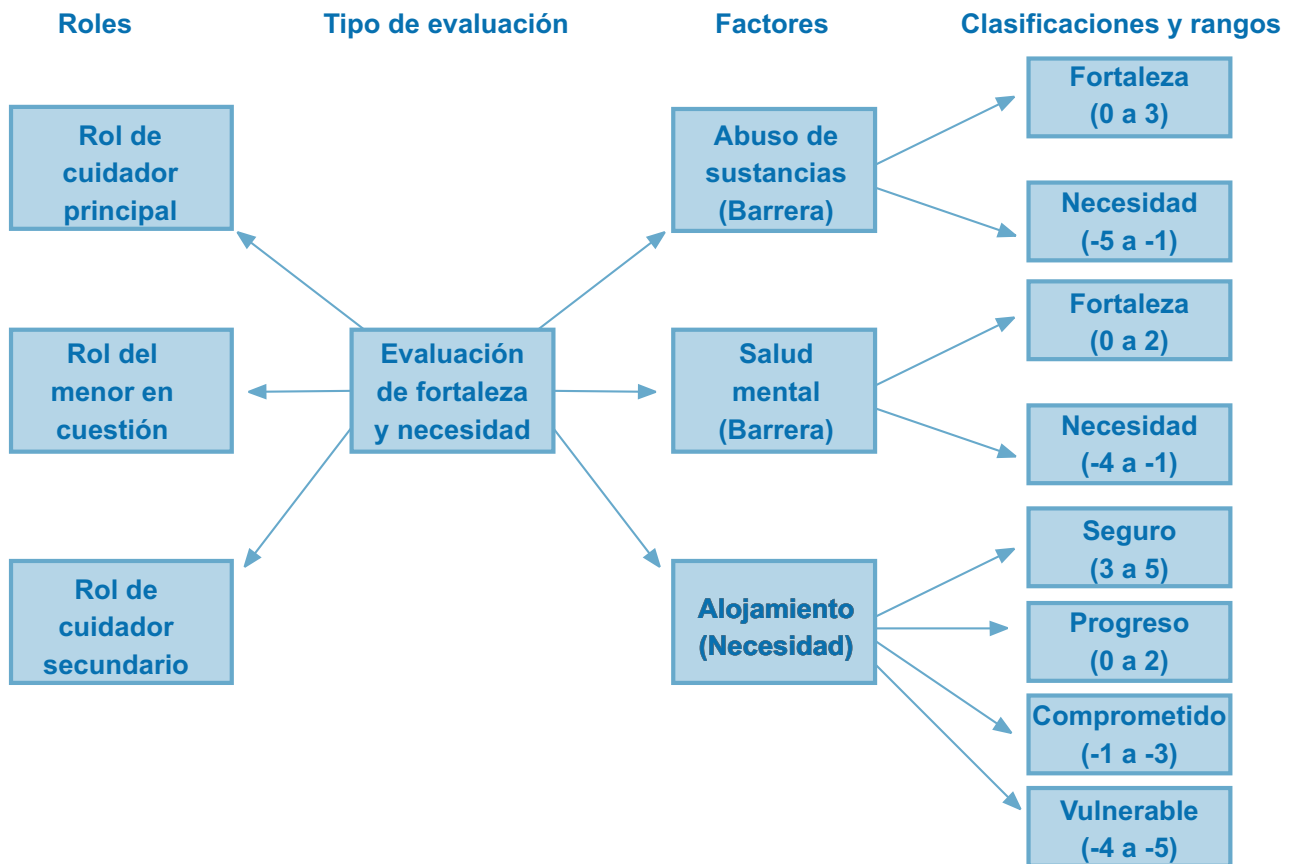 Roles
Tipo de evaluación
Factores
Clasificaciones y rangos
Rol de
cuidador
principal
Rol del
menor en
cuestión
Rol de
cuidador
secundario
Evaluación
de fortaleza
y necesidad
Abuso de
sustancias
(Barrera)
Salud
mental
(Barrera)
Alojamiento
(Necesidad)
Fortaleza
(0 a 3)
Necesidad
(-5 a -1)
Fortaleza
(0 a 2)
Necesidad
(-4 a -1)
Seguro
(3 a 5)
Progreso
(0 a 2)
Comprometido
(-1 a -3)
Vulnerable
(-4 a -5)